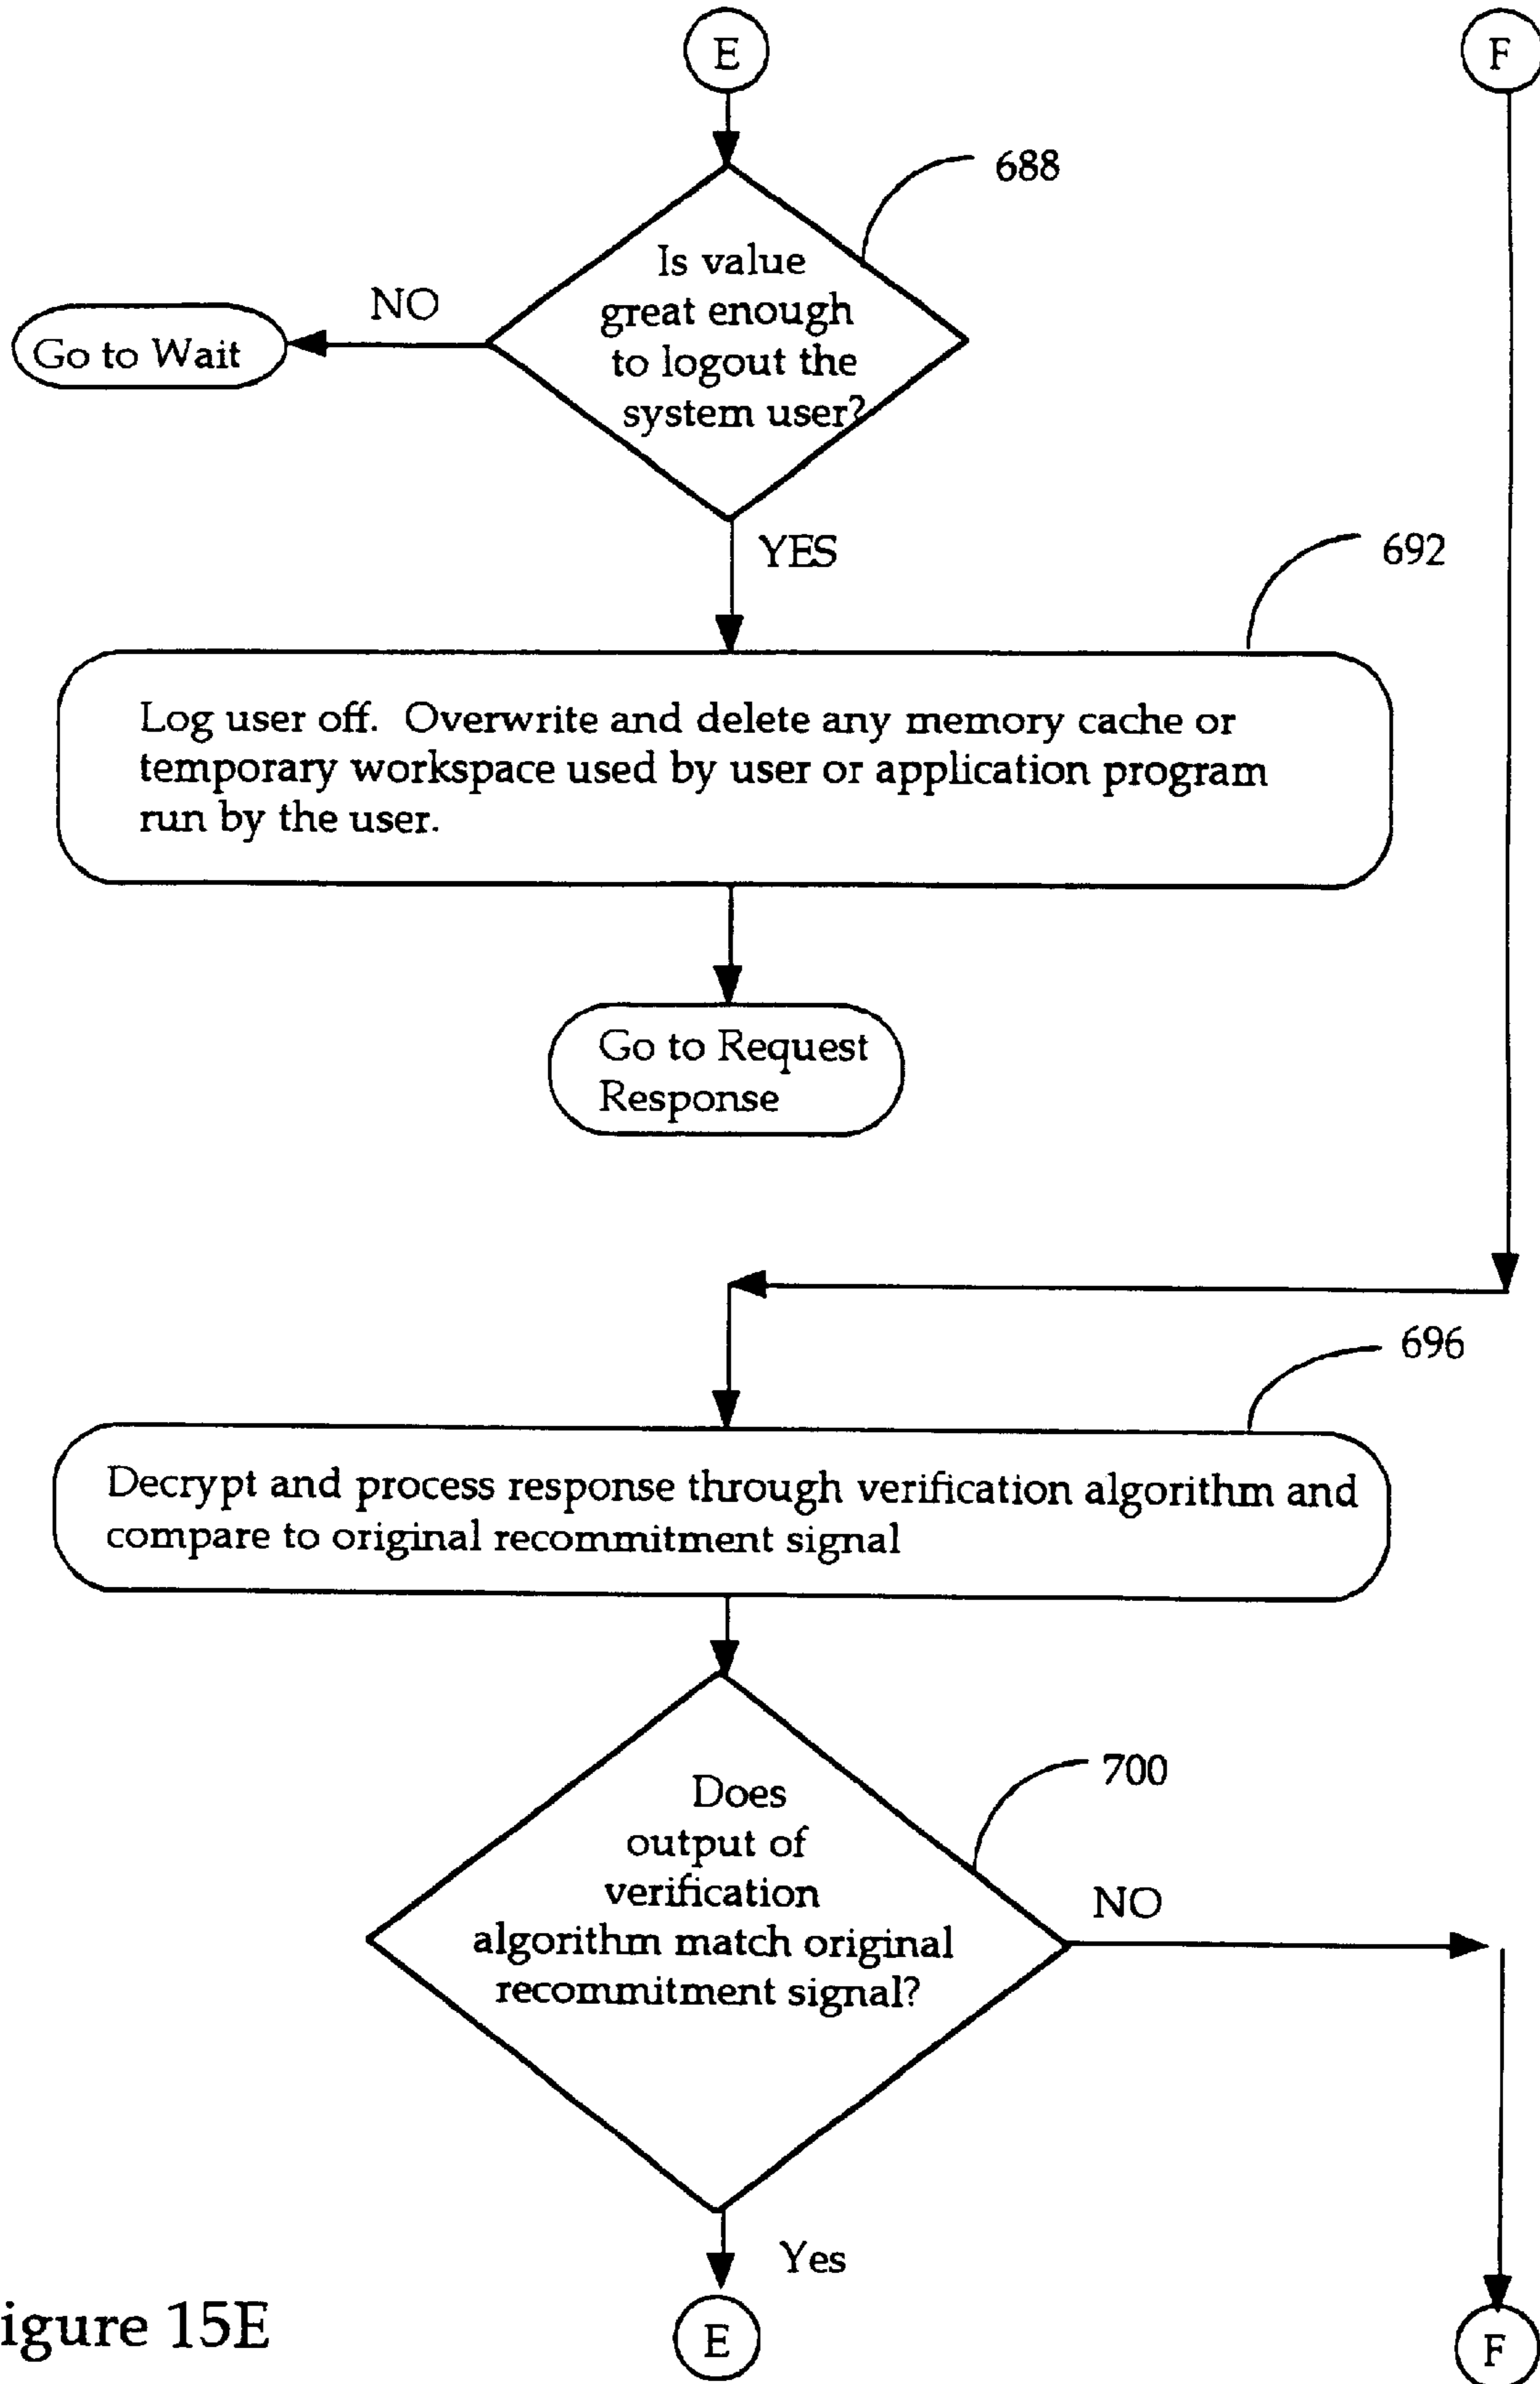 E
F
688
Is value
great enough
to logout the
system user?
NO
Go to Wait
YES
692
Log user off. Overwrite and delete any memory cache or
temporary workspace used by user or application program
run by the user.
Go to Request
Response
696
Decrypt and process response through verification algorithm and
compare to original recommitment signal
700
Does
output of
verification
algorithm match original
recommitment signal?
NO
Yes
E
F
igure 15E